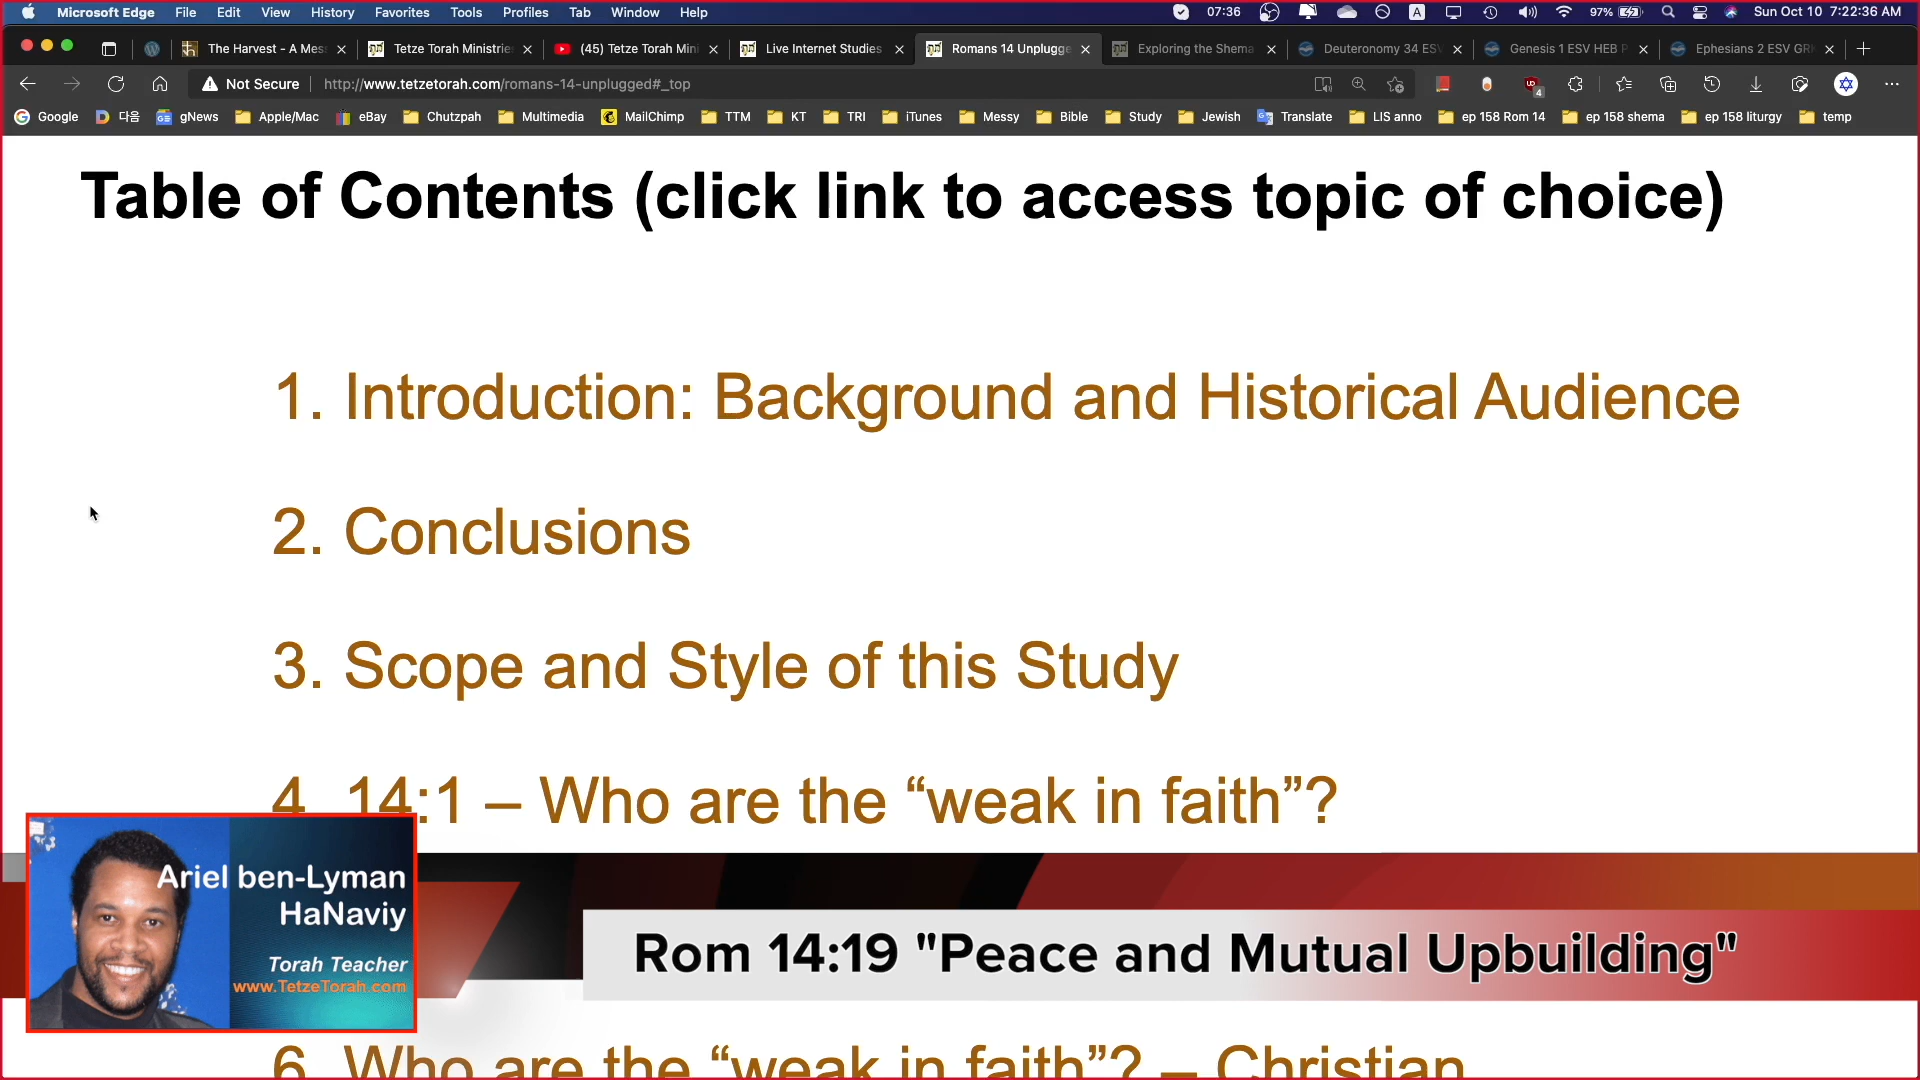 Microsoft Edge File Edit View History Favorites Tools Profiles Tab Window Help 07:36 A 97% Sun Oct 10 7:22:36 AM
The Harvest - A Mes Tetze Torah Ministrie (45) Tetze Torah Mini Live Internet Studies Romans 14 Unplugge Exploring the Shema Deuteronomy 34 ESV Genesis 1 ESV HEB P Ephesians 2 ESV GRK
Not Secure http://www.tetzetorah.com/romans-14-unplugged#_top 4
Google 다음 gNews Apple/Mac eBay Chutzpah Multimedia MailChimp TTM KT TRI iTunes Messy Bible Study Jewish Translate LIS anno ep 158 Rom 14 ep 158 shema ep 158 liturgy temp
Table of Contents (click link to access topic of choice)
1. Introduction: Background and Historical Audience
2. Conclusions
3. Scope and Style of this Study
4. 14:1 – Who are the “weak in faith”?
Ariel ben-Lyman
HaNaviy
Torah Teacher
www.TetzeTorah.com
Rom 14:19 "Peace and Mutual Upbuilding"
6. Who are the “weak in faith”? – Christian